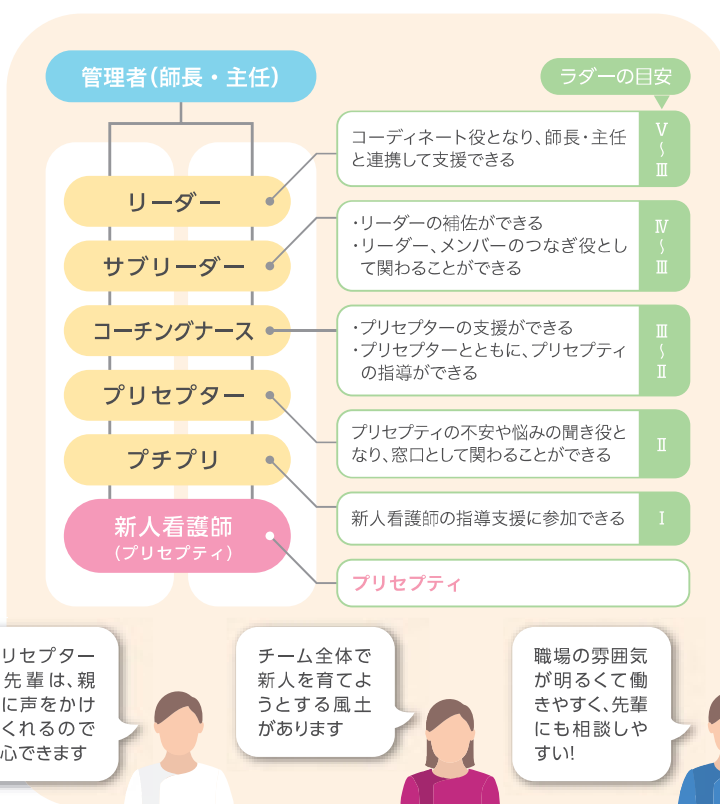 管理者(師長・主任)
ラダーの目安
リーダー
コーディネート役となり、師長・主任
と連携して支援できる
Ⅴ
〜
Ⅲ
サブリーダー
・リーダーの補佐ができる
・リーダー、メンバーのつなぎ役とし
て関わることができる
Ⅳ
〜
Ⅲ
コーチングナース
・プリセプターの支援ができる
・プリセプターとともに、プリセプティ
の指導ができる
Ⅲ
〜
Ⅱ
プリセプター
プリセプティの不安や悩みの聞き役と
なり、窓口として関わることができる
Ⅱ
プチプリ
新人看護師の指導支援に参加できる
Ⅰ
新人看護師
(プリセプティ)
プリセプティ
リセプター
先輩は、親
に声をかけ
くれるので
心できます
チーム全体で
新人を育てよ
うとする風土
があります
職場の雰囲気
が明るくて働
きやすく、先輩
にも相談しや
すい!